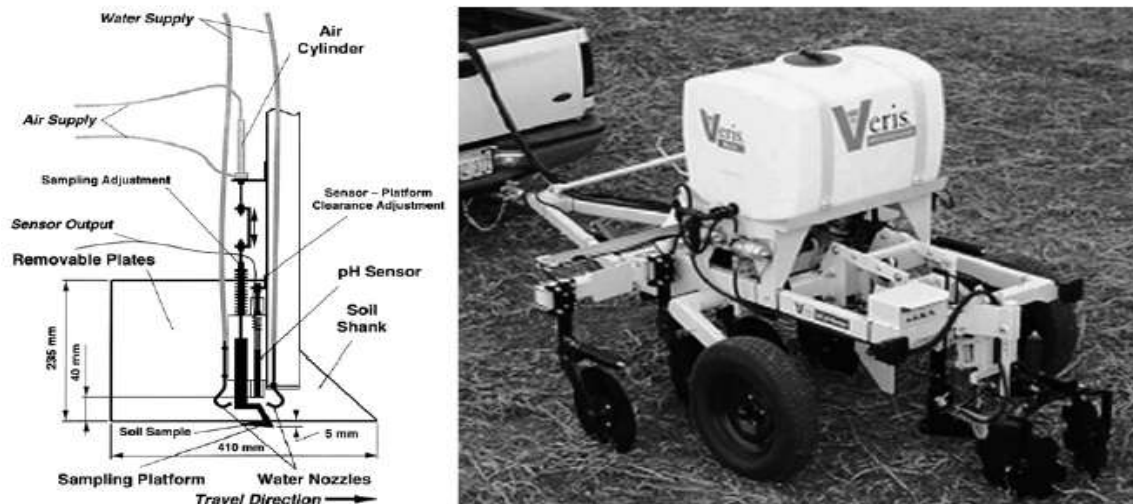 Water Supply
Air
Cylinder
Air Supply
Sampling Adjustment
Sensor – Platform
Clearance Adjustment
Sensor Output
Removable Plates
pH Sensor
Soil
Shank
235 mm
40 mm
Soil Sample
5 mm
410 mm
Sampling Platform
Water Nozzles
Travel Direction
Veris
Veris